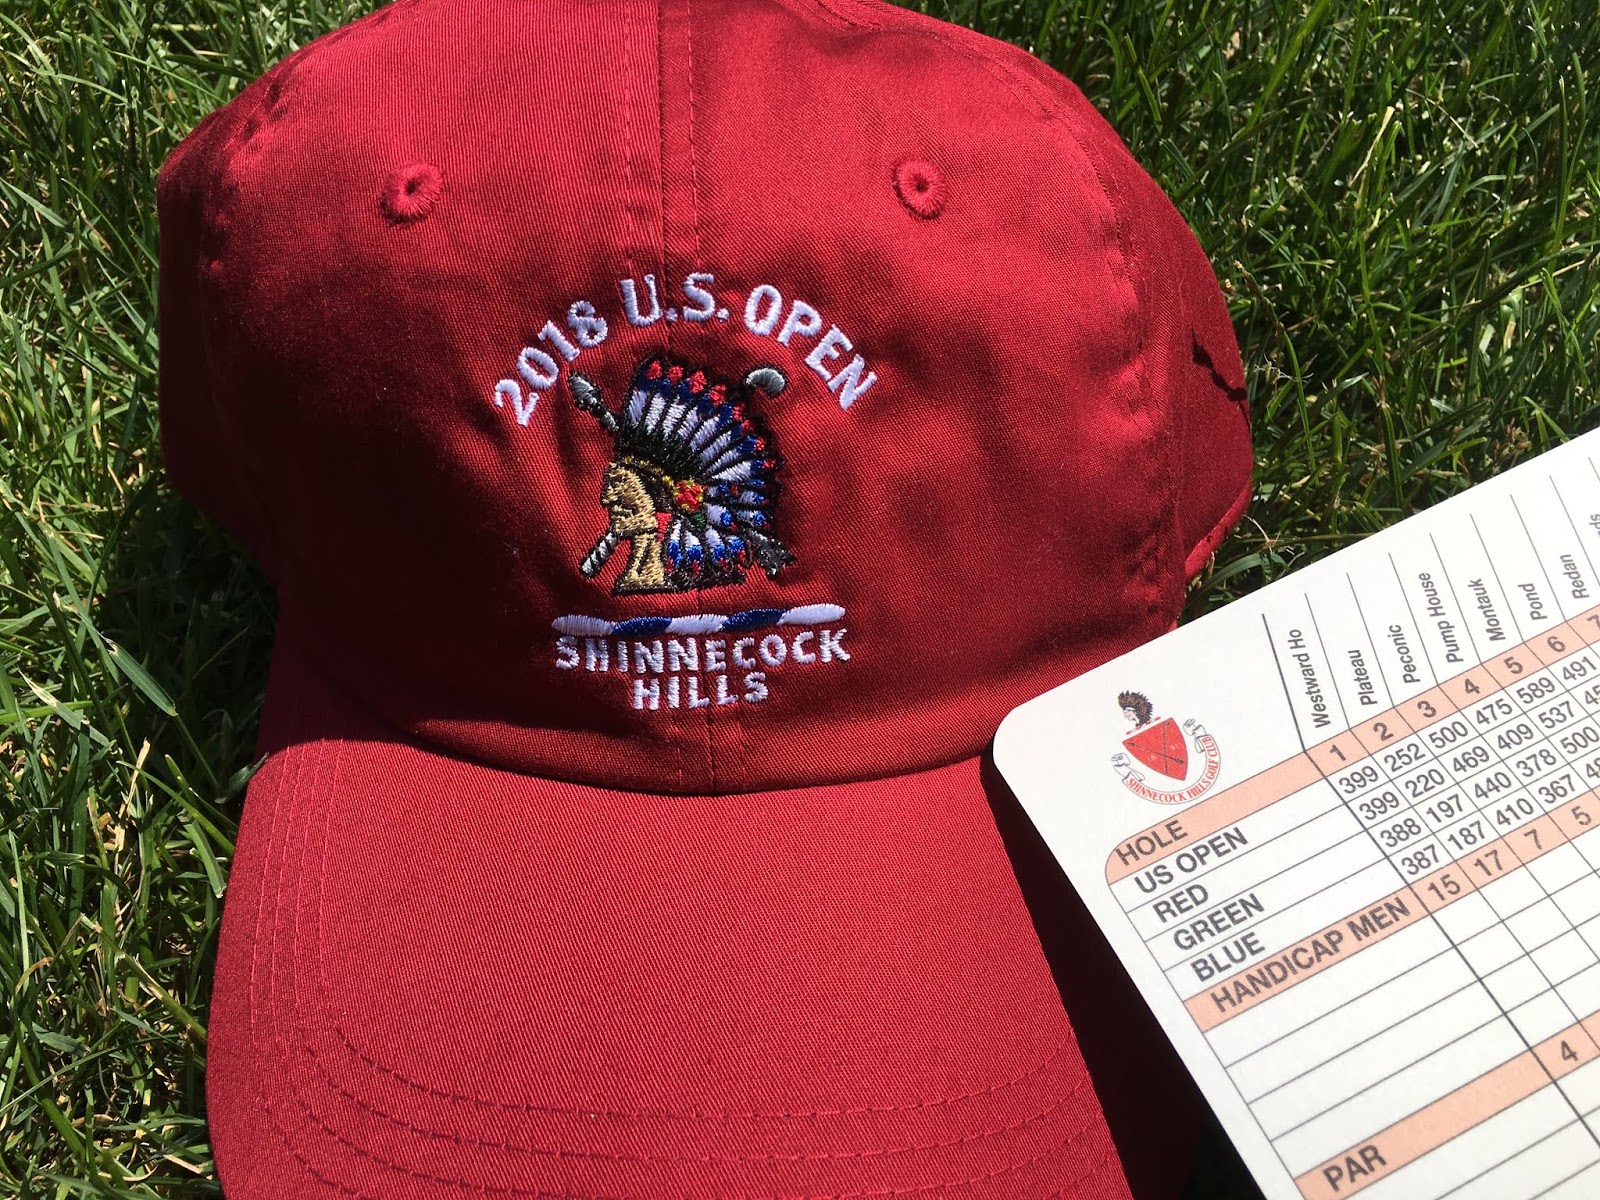 2018 U.S. OPEN
SHINNECOCK
HILLS
SHINNECOCK HILLS GOLF CLUB
Westward Ho
Plateau
Peconic
Pump House
Montauk
Pond
Redan
HOLE 1 2 3 4 5 6 7
US OPEN 399 252 500 475 589 491
RED 399 220 469 409 537
GREEN 388 197 440 378 500
BLUE 387 187 410 367
HANDICAP MEN 15 17 7 5
PAR 4